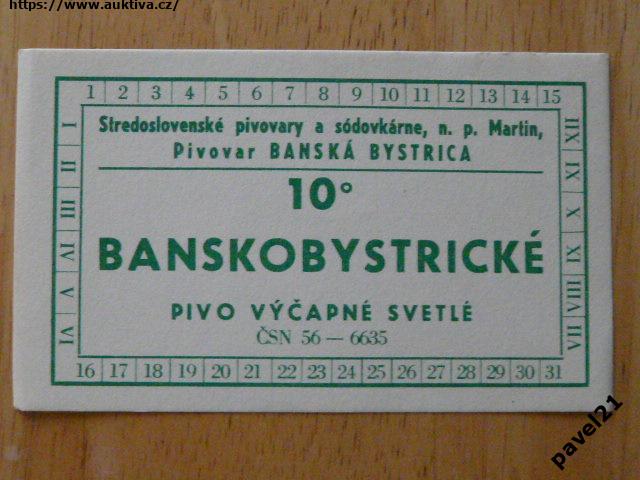 https://www.auktiva.cz/
1 2 3 4 5 6 7 8 9 10 11 12 13 14 15
I II III IV V VI
Stredoslovenské pivovary a sódovkárne, n. p. Martin,
Pivovar BANSKÁ BYSTRICA
10°
BANSKOBYSTRICKÉ
PIVO VÝČAPNÉ SVETLÉ
ČSN 56 — 6635
XII IX X XI VIII VII
16 17 18 19 20 21 22 23 24 25 26 27 28 29 30 31
pavel21